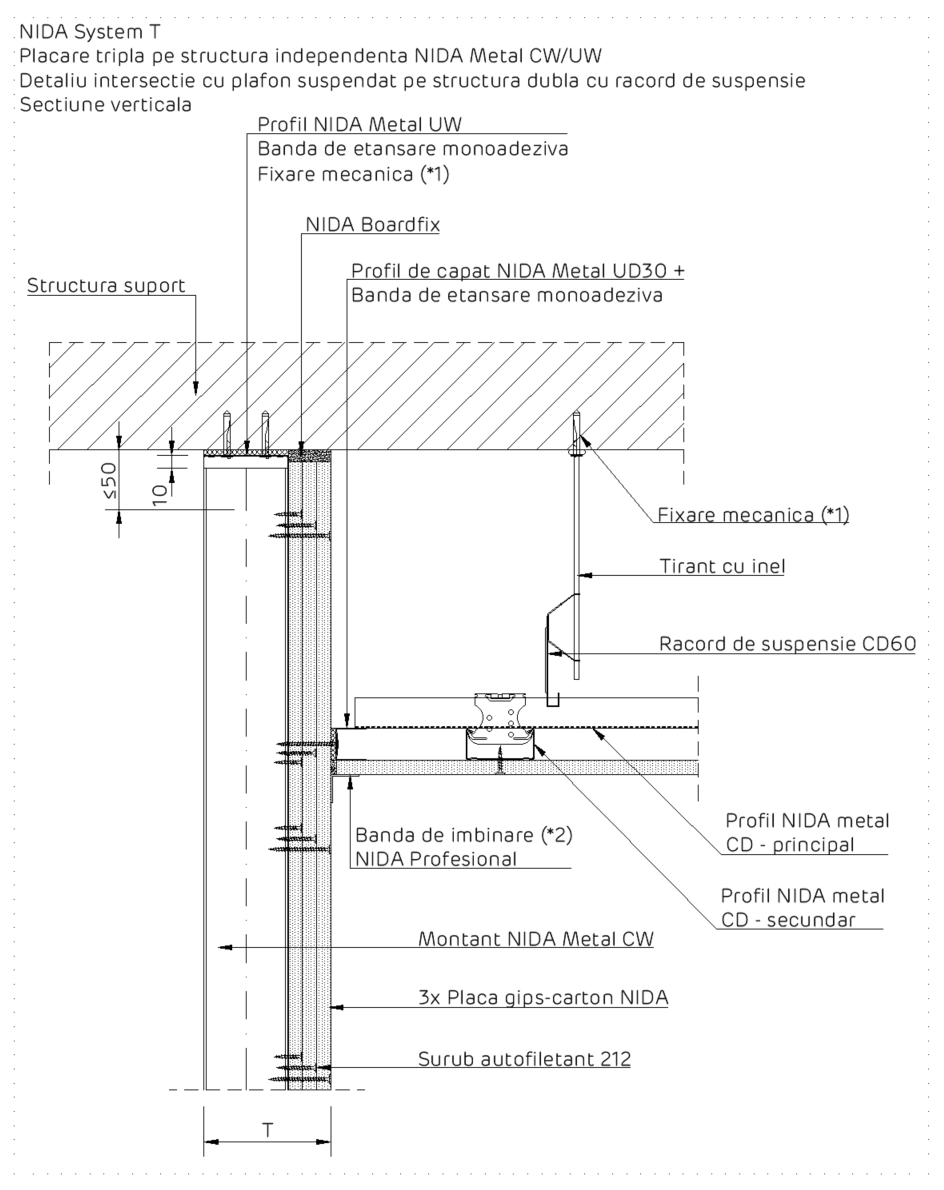 NIDA System T
Placare tripla pe structura independenta NIDA Metal CW/UW
Detaliu intersectie cu plafon suspendat pe structura dubla cu racord de suspensie
Sectiune verticala
Profil NIDA Metal UW
Banda de etansare monoadeziva
Fixare mecanica (*1)
NIDA Boardfix
Profil de capat NIDA Metal UD30 +
Banda de etansare monoadeziva
Structura suport
≤50
10
Fixare mecanica (*1)
Tirant cu inel
Racord de suspensie CD60
Profil NIDA metal
CD - principal
Banda de imbinare (*2)
NIDA Profesional
Profil NIDA metal
CD - secundar
Montant NIDA Metal CW
3x Placa gips-carton NIDA
Surub autofiletant 212
T